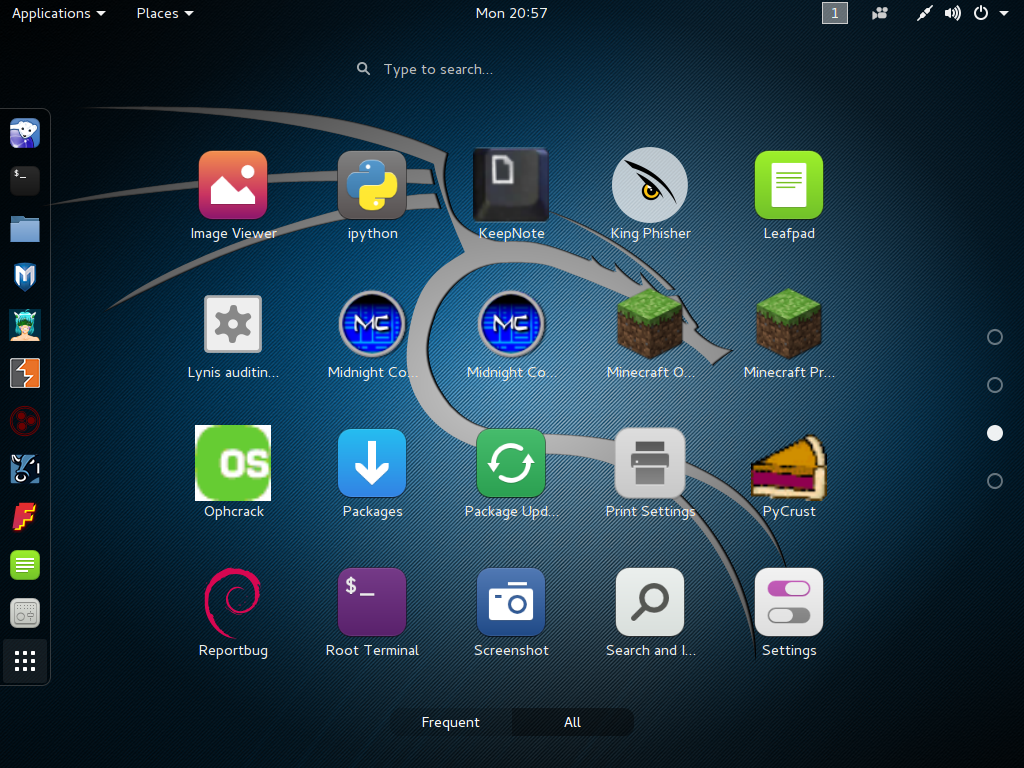 Applications Places Mon 20:57 1
Type to search...
$_
Image Viewer ipython KeepNote King Phisher Leafpad
MC MC
Lynis auditin... Midnight Co... Midnight Co... Minecraft O... Minecraft Pr...
OS
Ophcrack Packages Package Upd... Print Settings PyCrust
F
$_
Reportbug Root Terminal Screenshot Search and I... Settings
Frequent All